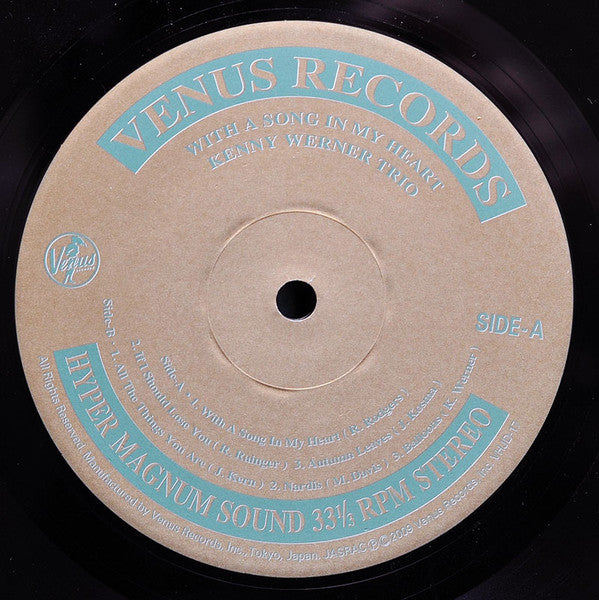 VENUS RECORDS
WITH A SONG IN MY HEART
KENNY WERNER TRIO
Venus
RECORDS
SIDE-A
Side-A · 1. With A Song In My Heart ( R. Rodgers )
2. If I Should Lose You ( R. Rainger ) 3. Autumn Leaves ( J. Kosma )
Side-B · 1. All The Things You Are ( J. Kern ) 2. Nardis ( M. Davis ) 3. Balloons ( K. Werner )
HYPER MAGNUM SOUND 33⅓ RPM STEREO
All Rights Reserved. Manufactured by Venus Records, Inc., Tokyo, Japan. JASRAC ℗©2009 Venus Records, Inc.